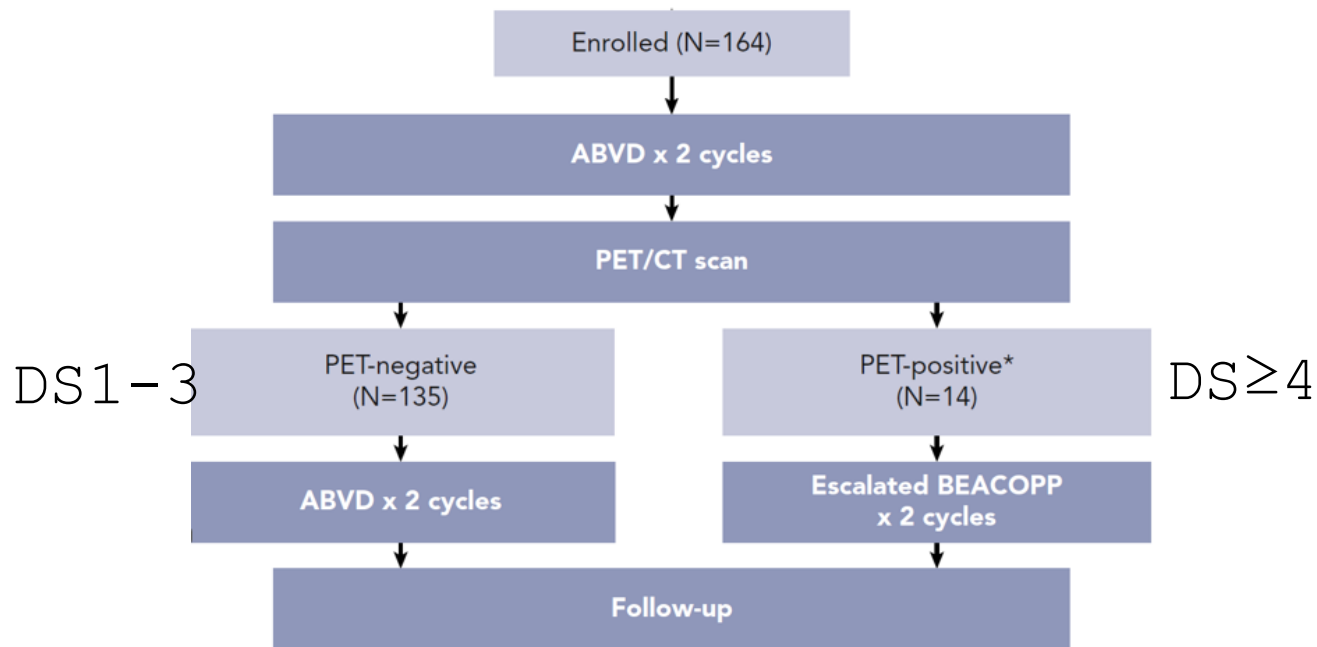 Enrolled (N=164)
ABVD x 2 cycles
PET/CT scan
DS1-3
PET-negative
(N=135)
PET-positive*
(N=14)
DS≥4
ABVD x 2 cycles
Escalated BEACOPP
x 2 cycles
Follow-up